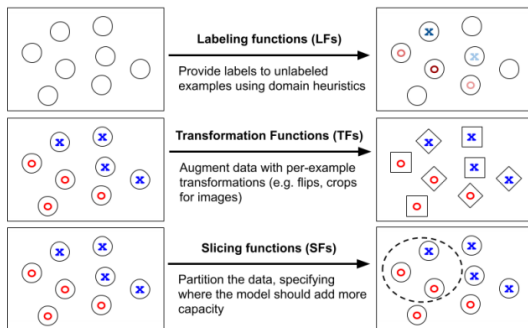 Labeling functions (LFs)
Provide labels to unlabeled
examples using domain heuristics
Transformation Functions (TFs)
Augment data with per-example
transformations (e.g. flips, crops
for images)
Slicing functions (SFs)
Partition the data, specifying
where the model should add more
capacity